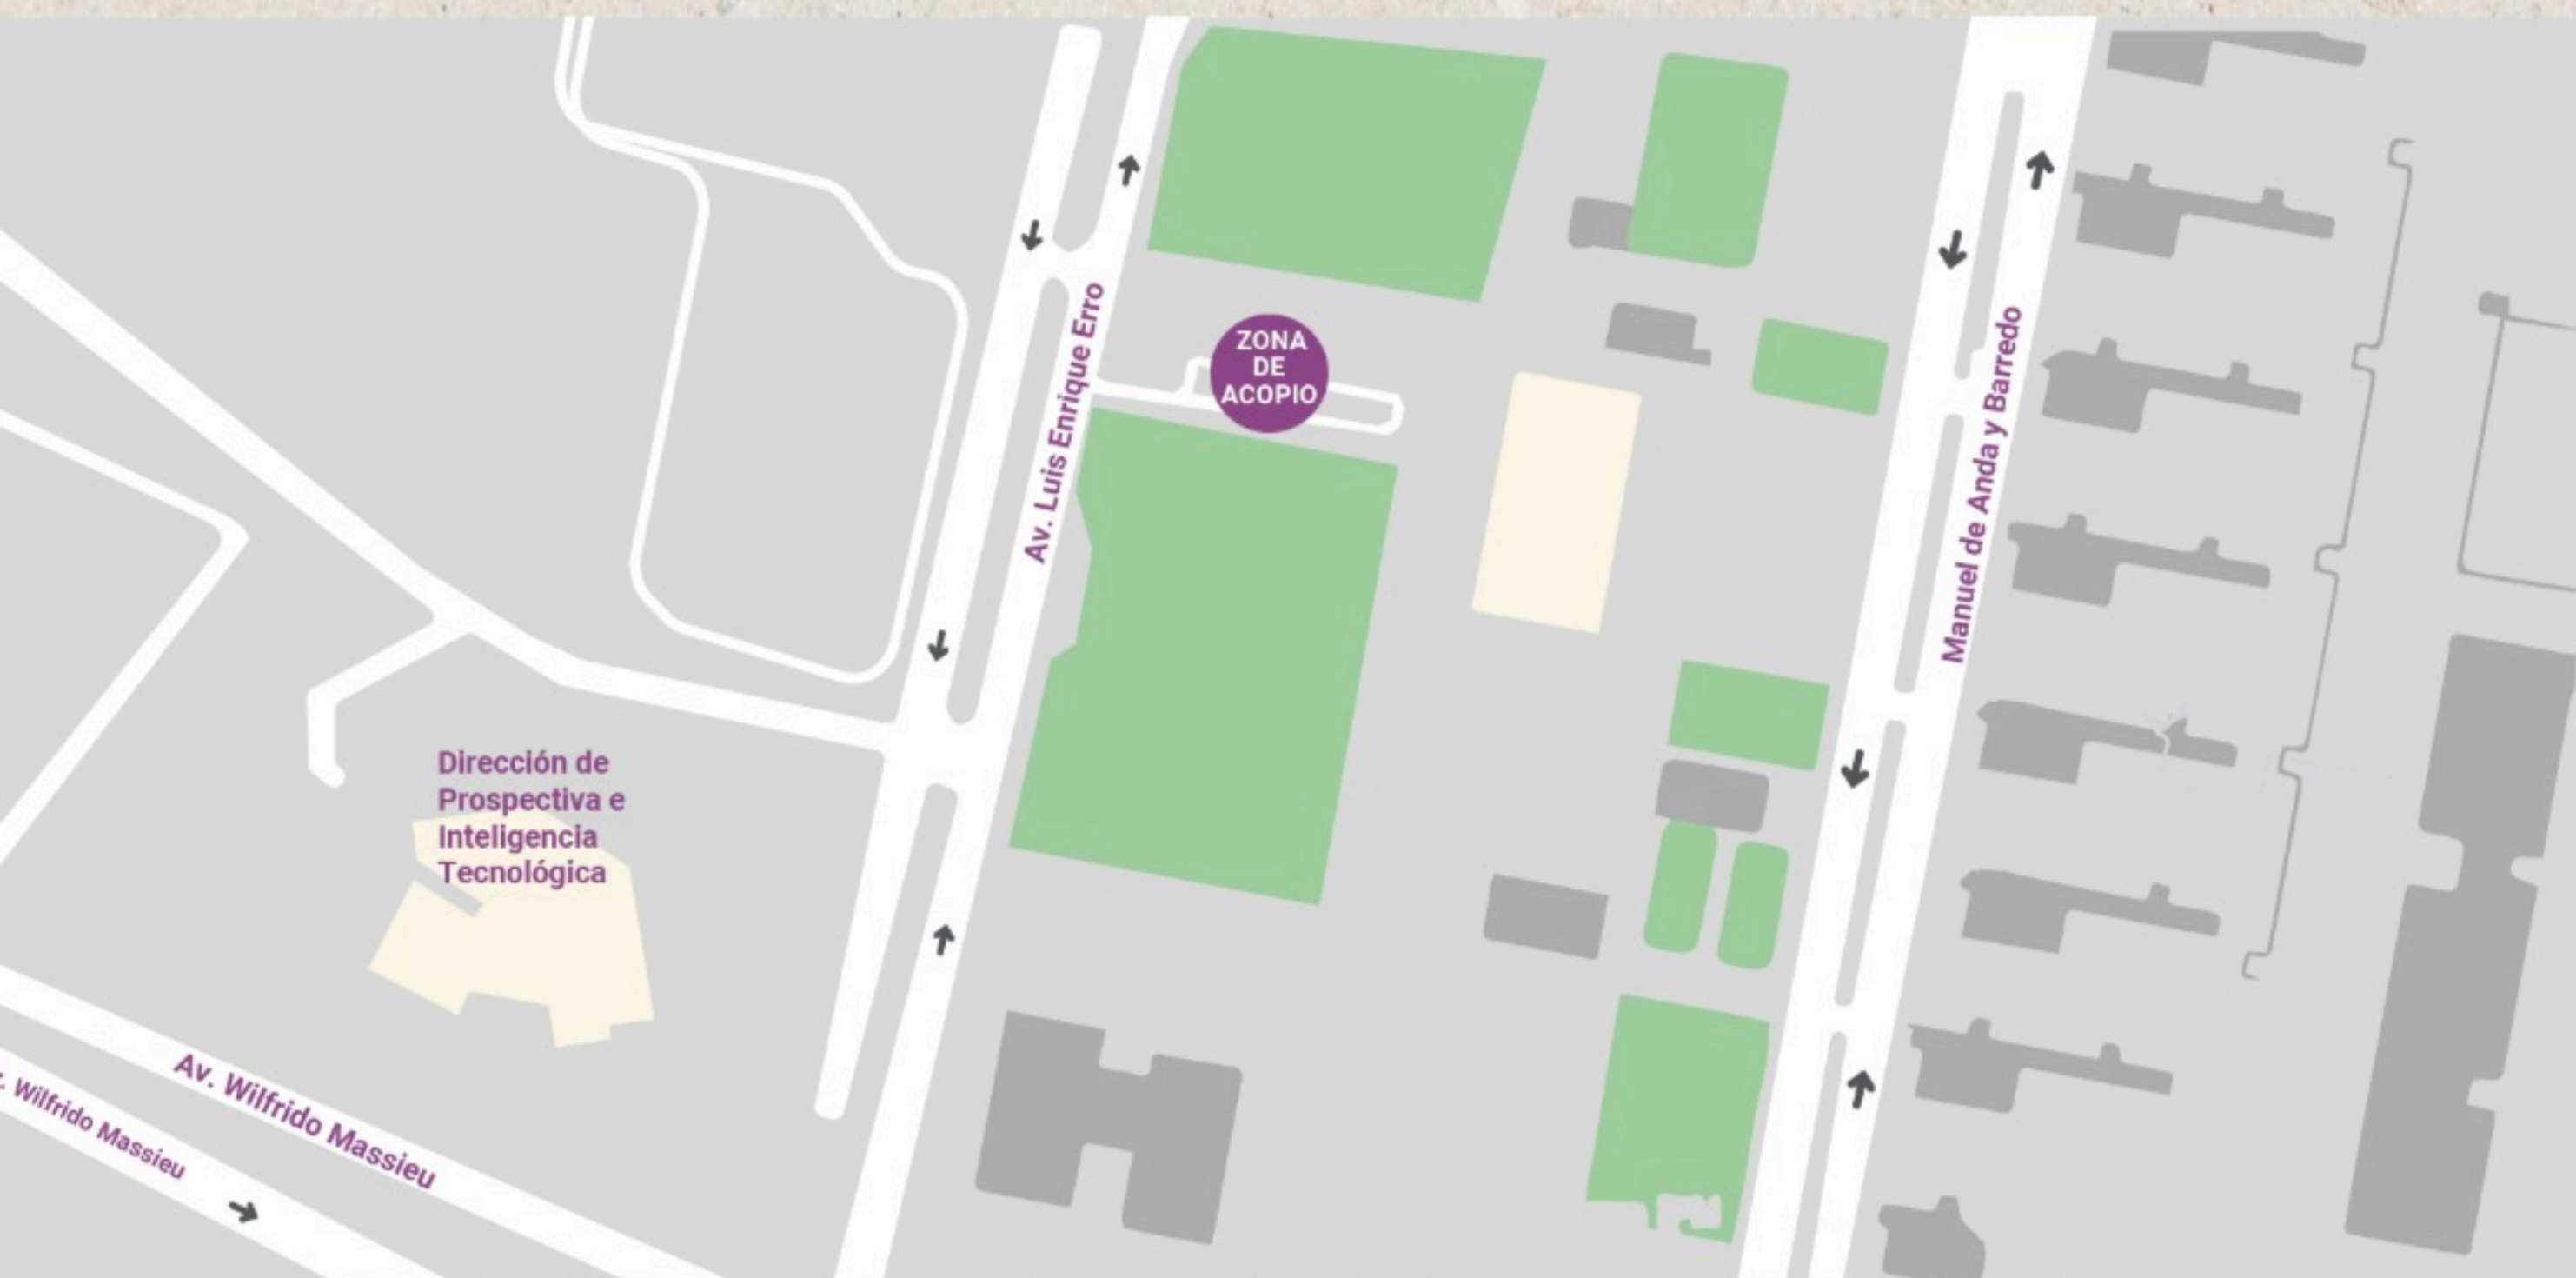 ZONA
DE
ACOPIO
Av. Luis Enrique Erro
Manuel de Anda y Barredo
Dirección de
Prospectiva e
Inteligencia
Tecnológica
Av. Wilfrido Massieu
. Wilfrido Massieu